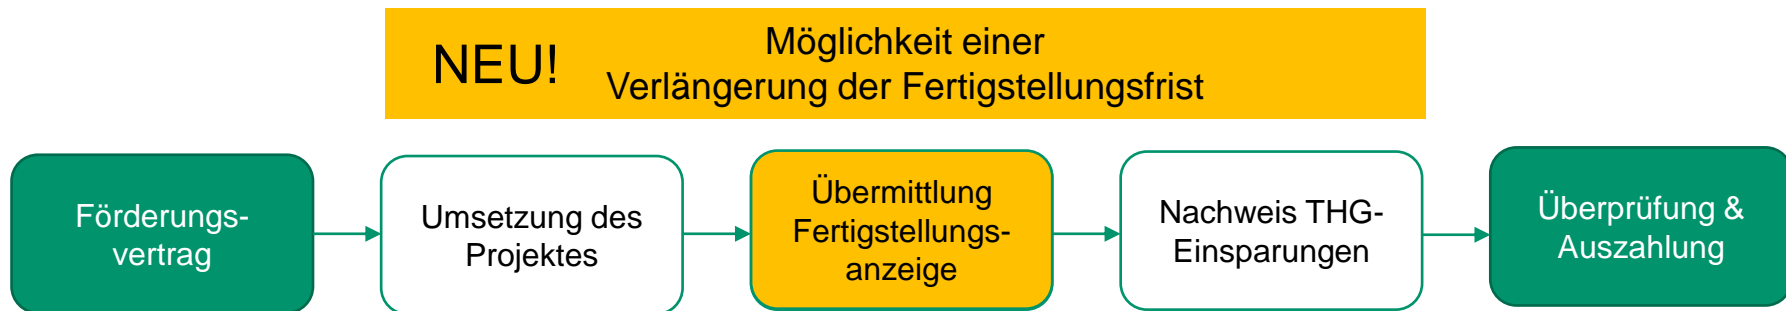 NEU!
Möglichkeit einer
Verlängerung der Fertigstellungsfrist
Förderungs-
vertrag
Umsetzung des
Projektes
Übermittlung
Fertigstellungs-
anzeige
Nachweis THG-
Einsparungen
Überprüfung &
Auszahlung